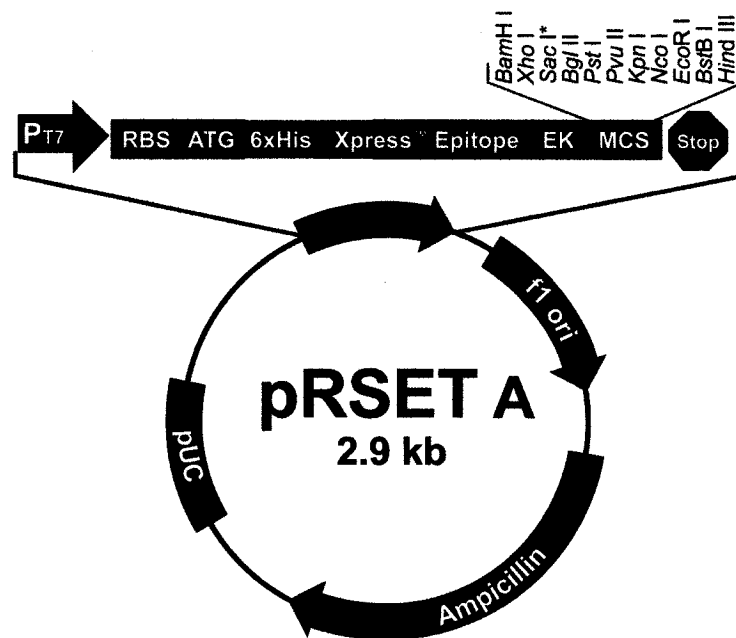 BamH I
Xho I
Sac I*
Bgl II
Pst I
Pvu II
Kpn I
Nco I
EcoR I
BstB I
Hind III
PT7
RBS ATG 6xHis Xpress™ Epitope EK MCS Stop
f1 ori
pRSET A
2.9 kb
pUC
Ampicillin